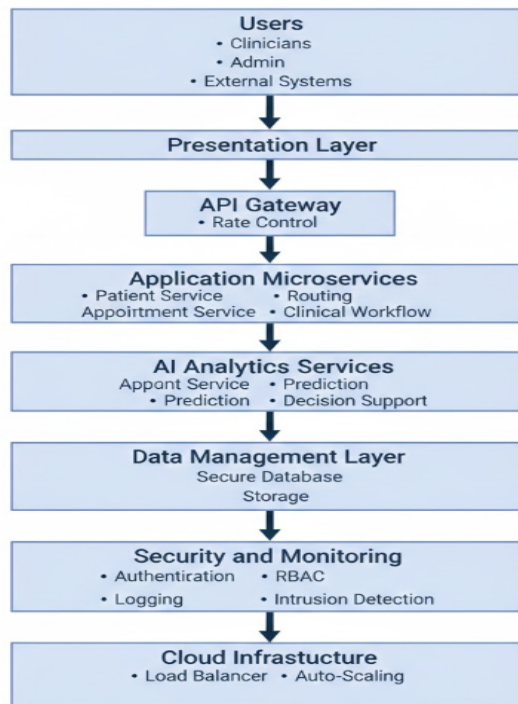 Users
• Clinicians
• Admin
• External Systems
Presentation Layer
API Gateway
• Rate Control
Application Microservices
• Patient Service • Routing
Appoirtment Service • Clinical Workflow
AI Analytics Services
Appont Service • Prediction
• Prediction • Decision Support
Data Management Layer
Secure Database
Storage
Security and Monitoring
• Authentication • RBAC
• Logging • Intrusion Detection
Cloud Infrastucture
• Load Balancer • Auto-Scaling